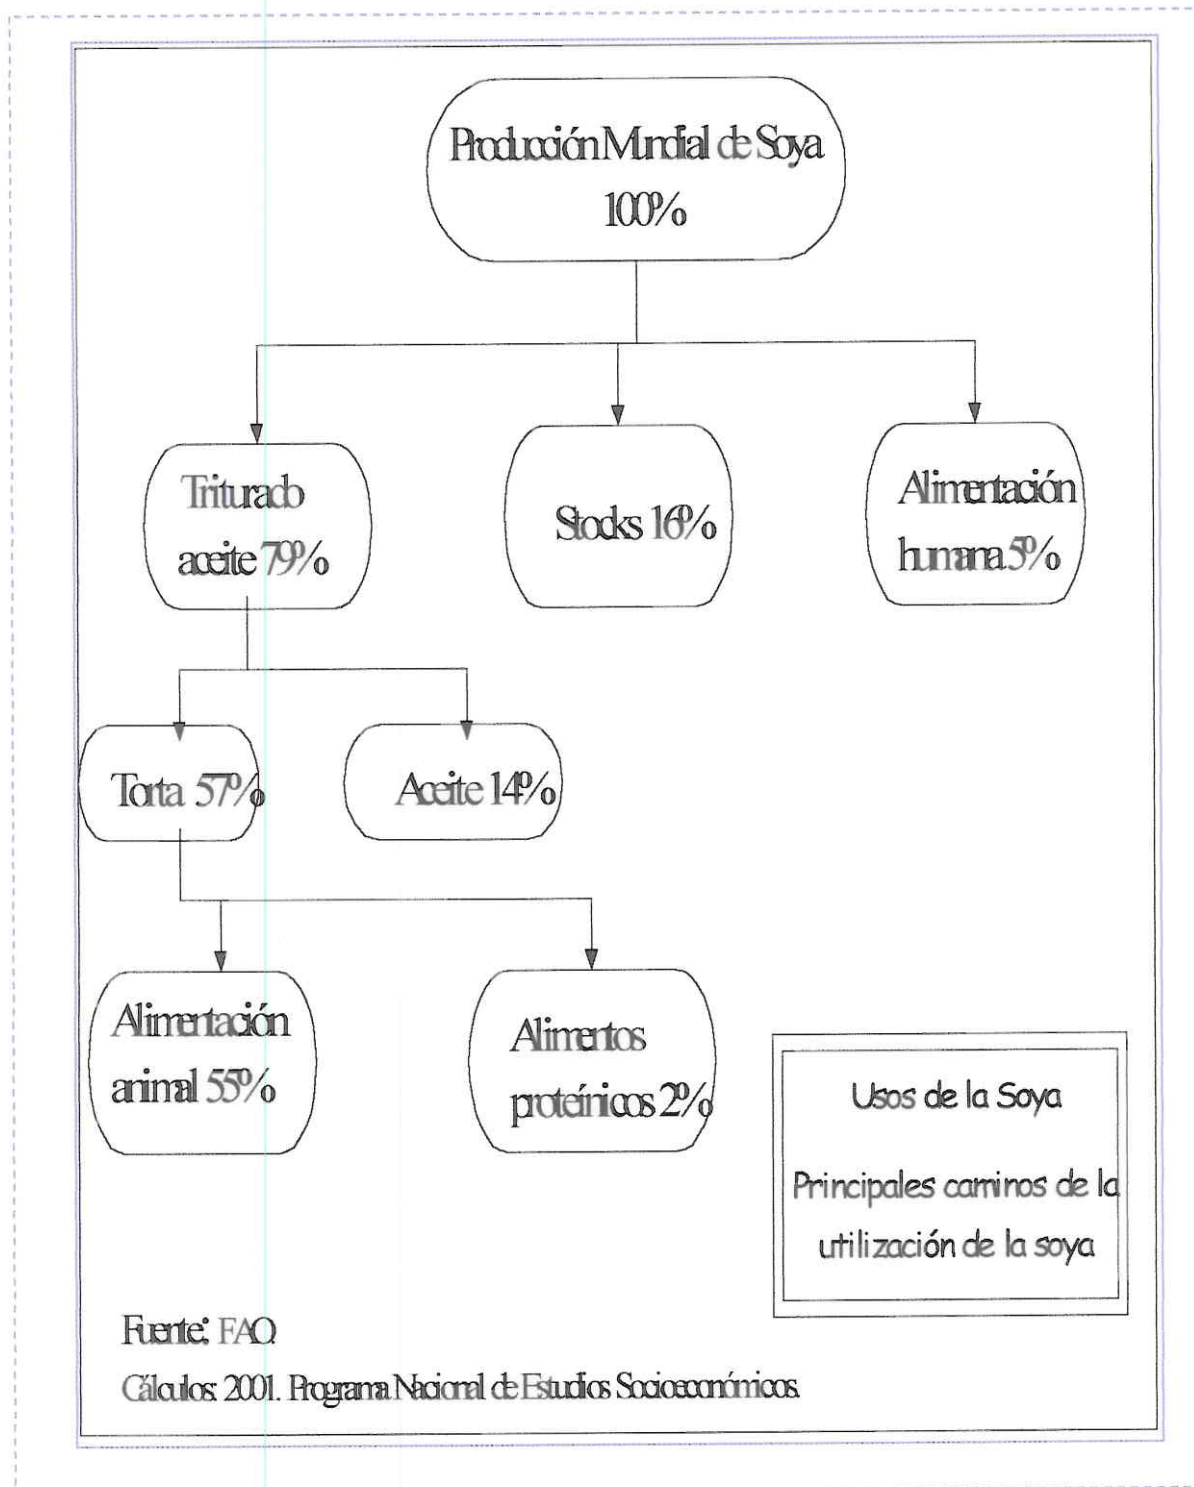 Producción Mundial de Soya
100%
Triturado
aceite 79%
Stocks 16%
Alimentación
humana 5%
Torta 57%
Aceite 14%
Alimentación
animal 55%
Alimentos
proteínicos 2%
Usos de la Soya
Principales caminos de la
utilización de la soya
Fuente: FAO.
Cálculos: 2001. Programa Nacional de Estudios Socioeconómicos.